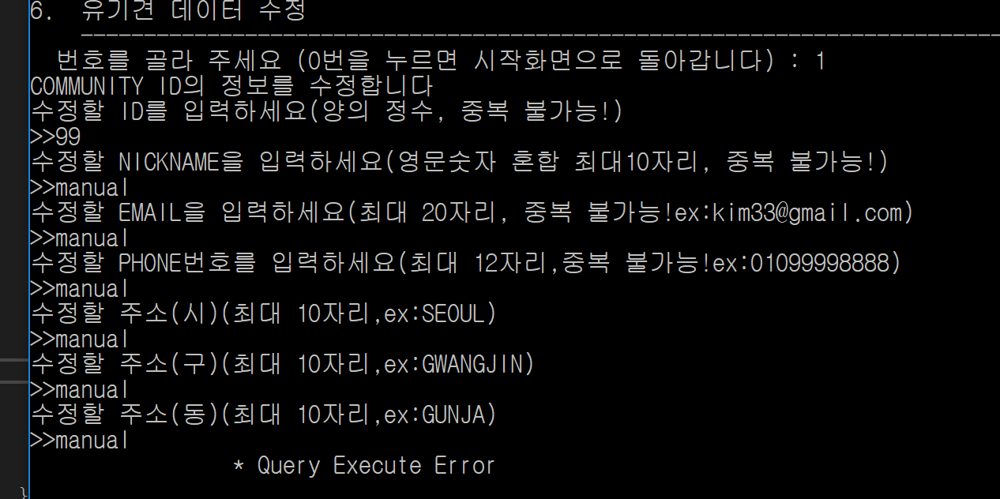 6.  유기견 데이터 수정
------------------------------------------------------------------------
번호를 골라 주세요 (0번을 누르면 시작화면으로 돌아갑니다) : 1
COMMUNITY ID의 정보를 수정합니다
수정할 ID를 입력하세요(양의 정수, 중복 불가능!)
>>99
수정할 NICKNAME을 입력하세요(영문숫자 혼합 최대10자리, 중복 불가능!)
>>manual
수정할 EMAIL을 입력하세요(최대 20자리, 중복 불가능!ex:kim33@gmail.com)
>>manual
수정할 PHONE번호를 입력하세요(최대 12자리,중복 불가능!ex:01099998888)
>>manual
수정할 주소(시)(최대 10자리,ex:SEOUL)
>>manual
수정할 주소(구)(최대 10자리,ex:GWANGJIN)
>>manual
수정할 주소(동)(최대 10자리,ex:GUNJA)
>>manual
* Query Execute Error
}